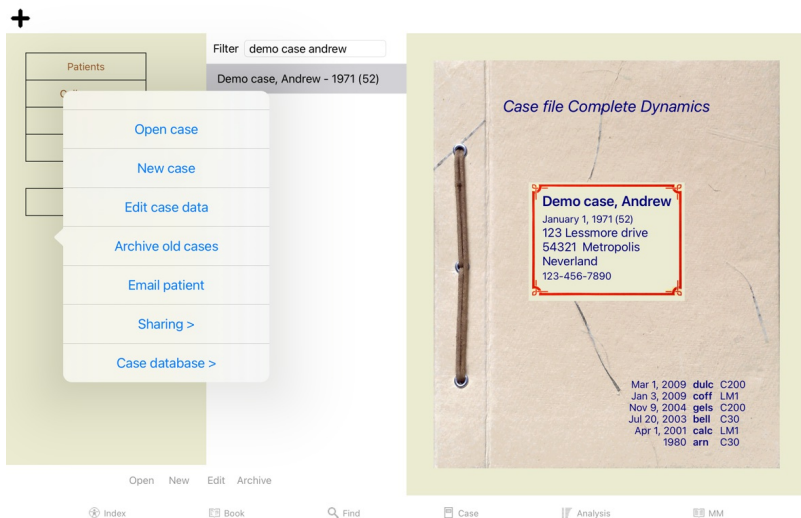 Patients
Filter demo case andrew
Demo case, Andrew - 1971 (52)
Open case
New case
Edit case data
Archive old cases
Email patient
Sharing >
Case database >
Open New Edit Archive
Case file Complete Dynamics
Demo case, Andrew
January 1, 1971 (52)
123 Lessmore drive
54321 Metropolis
Neverland
123-456-7890
Mar 1, 2009 dulc C200
Jan 3, 2009 coff LM1
Nov 9, 2004 gels C200
Jul 20, 2003 bell C30
Apr 1, 2001 calc LM1
1980 arn C30
Index Book Find Case Analysis MM